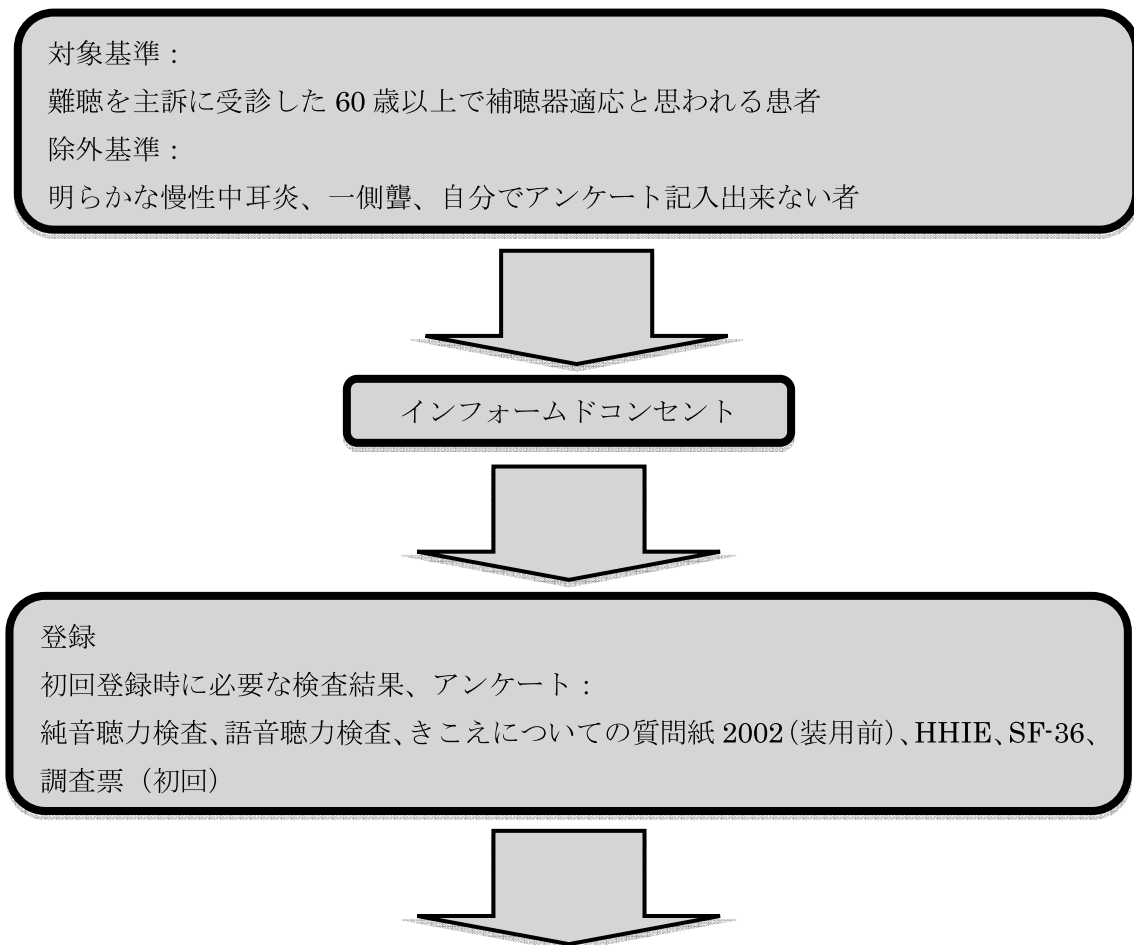 対象基準：
難聴を主訴に受診した 60 歳以上で補聴器適応と思われる患者
除外基準：
明らかな慢性中耳炎、一側聾、自分でアンケート記入出来ない者
インフォームドコンセント
登録
初回登録時に必要な検査結果、アンケート：
純音聴力検査、語音聴力検査、きこえについての質問紙 2002（装用前）、HHIE、SF-36、
調査票（初回）